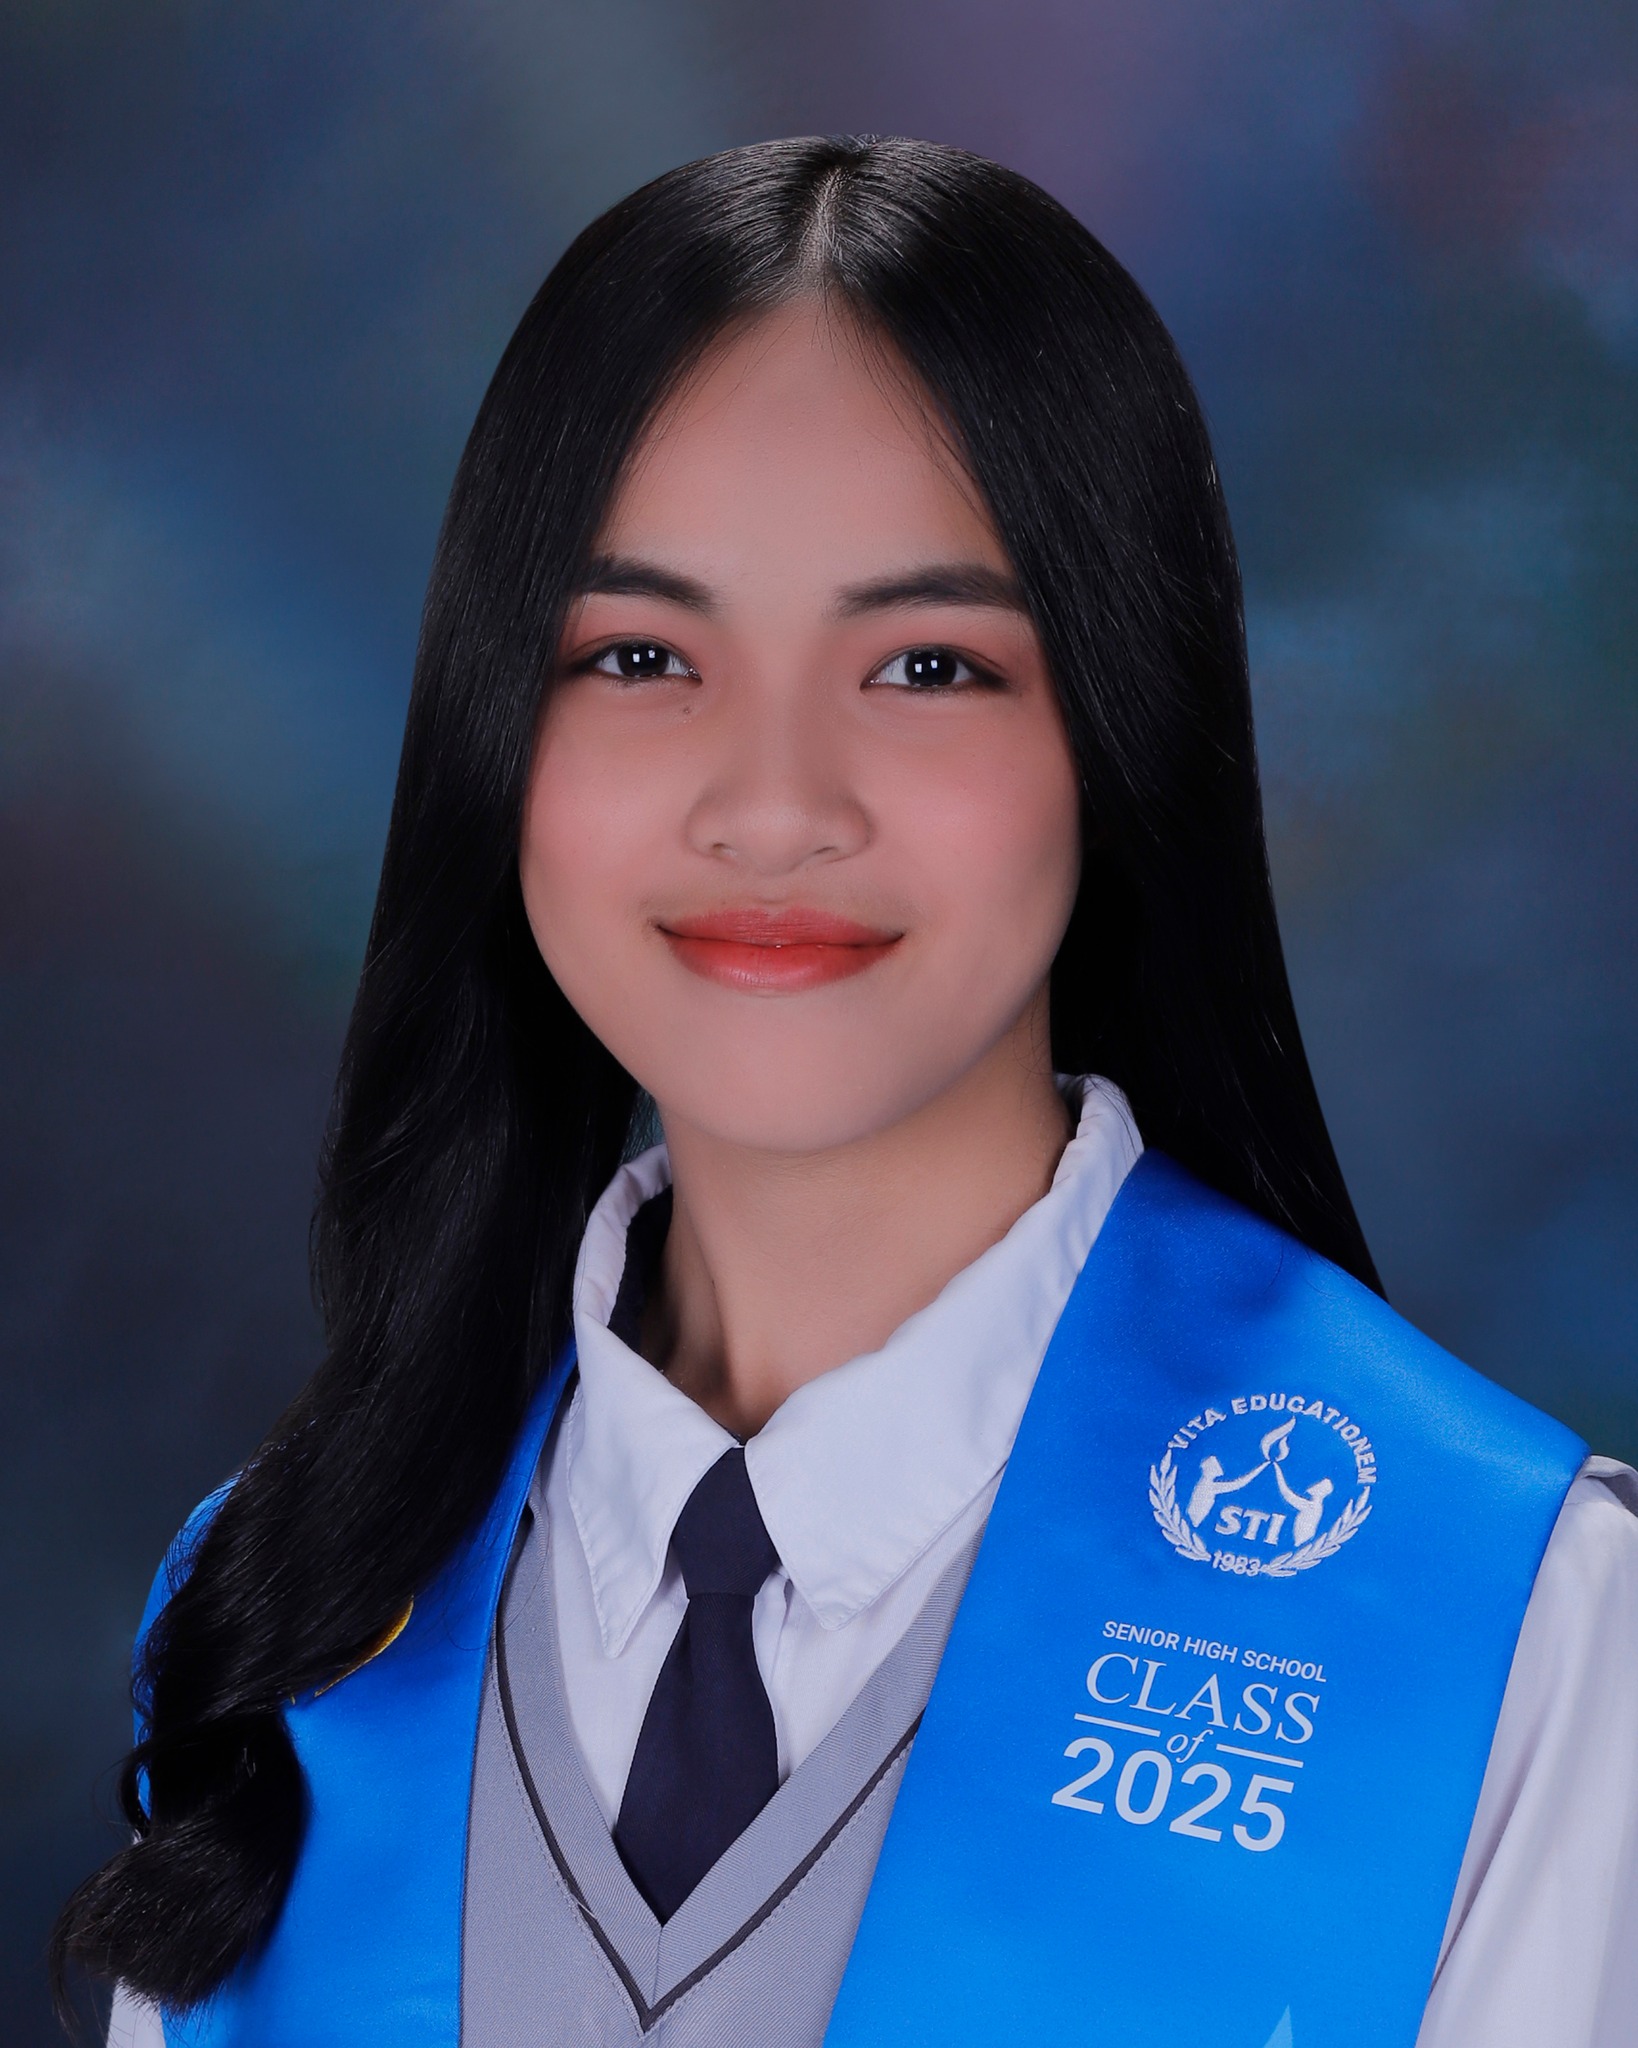 VITA EDUCATIONEM
STI
1983
SENIOR HIGH SCHOOL
CLASS
of
2025